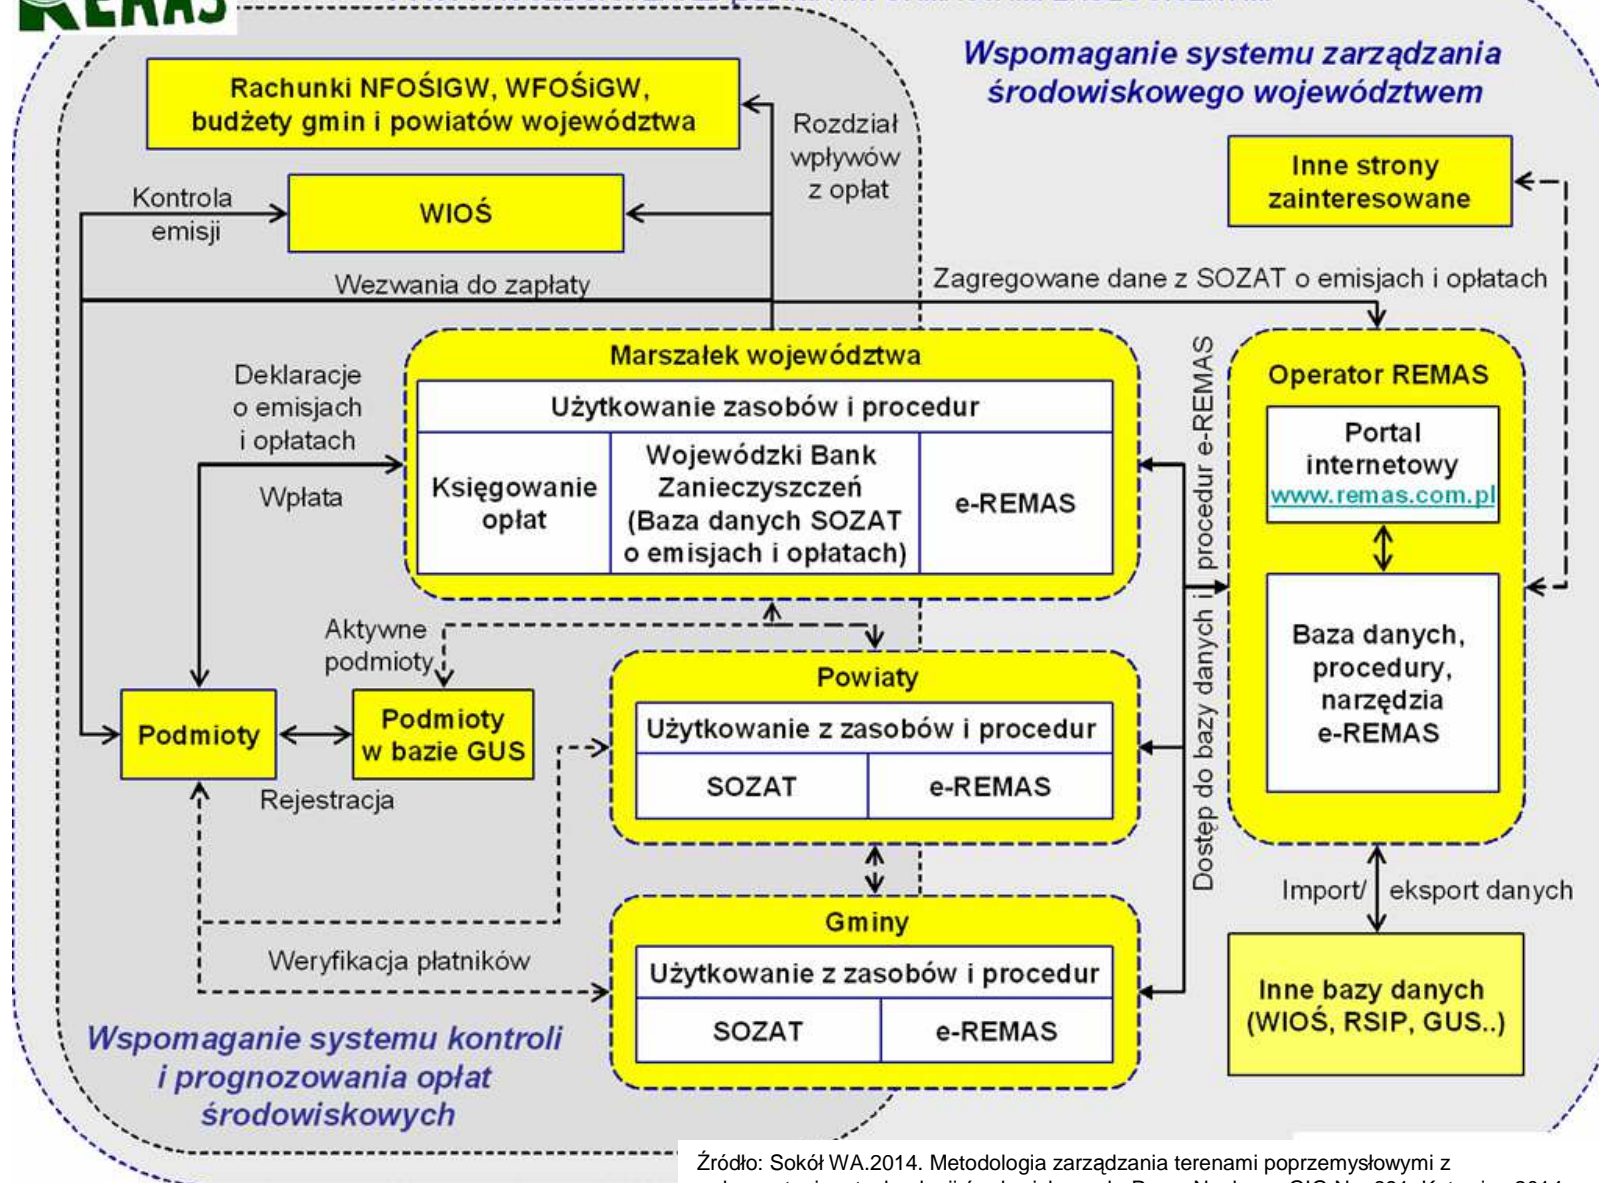 REMAS
Wspomaganie systemu zarządzania
środowiskowego województwem
Rachunki NFOŚIGW, WFOŚiGW,
budżety gmin i powiatów województwa
Rozdział
wpływów
z opłat
Inne strony
zainteresowane
Kontrola
emisji
WIOŚ
Wezwania do zapłaty
Zagregowane dane z SOZAT o emisjach i opłatach
Marszałek województwa
Użytkowanie zasobów i procedur
Księgowanie
opłat
Wojewódzki Bank
Zanieczyszczeń
(Baza danych SOZAT
o emisjach i opłatach)
e-REMAS
Deklaracje
o emisjach
i opłatach
Wpłata
Dostęp do bazy danych i procedur e-REMAS
Operator REMAS
Portal
internetowy
www.remas.com.pl
Baza danych,
procedury,
narzędzia
e-REMAS
Aktywne
podmioty
Podmioty
Podmioty
w bazie GUS
Rejestracja
Powiaty
Użytkowanie z zasobów i procedur
SOZAT
e-REMAS
Import/ eksport danych
Gminy
Użytkowanie z zasobów i procedur
SOZAT
e-REMAS
Weryfikacja płatników
Inne bazy danych
(WIOŚ, RSIP, GUS..)
Wspomaganie systemu kontroli
i prognozowania opłat
środowiskowych
Źródło: Sokół WA.2014. Metodologia zarządzania terenami poprzemysłowymi z